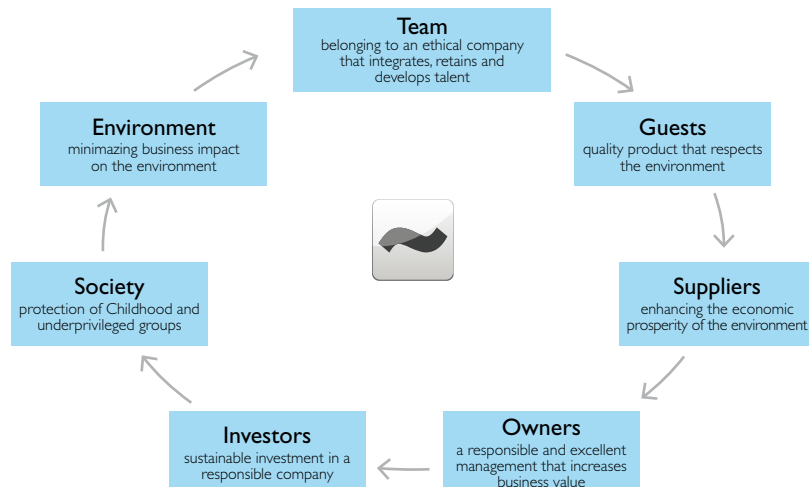 Team
belonging to an ethical company
that integrates, retains and
develops talent
Guests
quality product that respects
the environment
Suppliers
enhancing the economic
prosperity of the environment
Owners
a responsible and excellent
management that increases
business value
Investors
sustainable investment in a
responsible company
Society
protection of Childhood and
underprivileged groups
Environment
minimazing business impact
on the environment